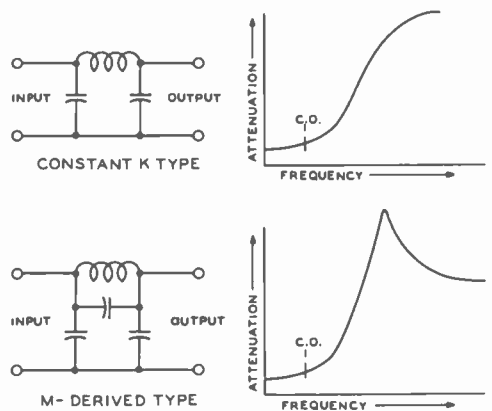 INPUT OUTPUT
CONSTANT K TYPE
ATTENUATION
C.O.
FREQUENCY
INPUT OUTPUT
M- DERIVED TYPE
ATTENUATION
C.O.
FREQUENCY